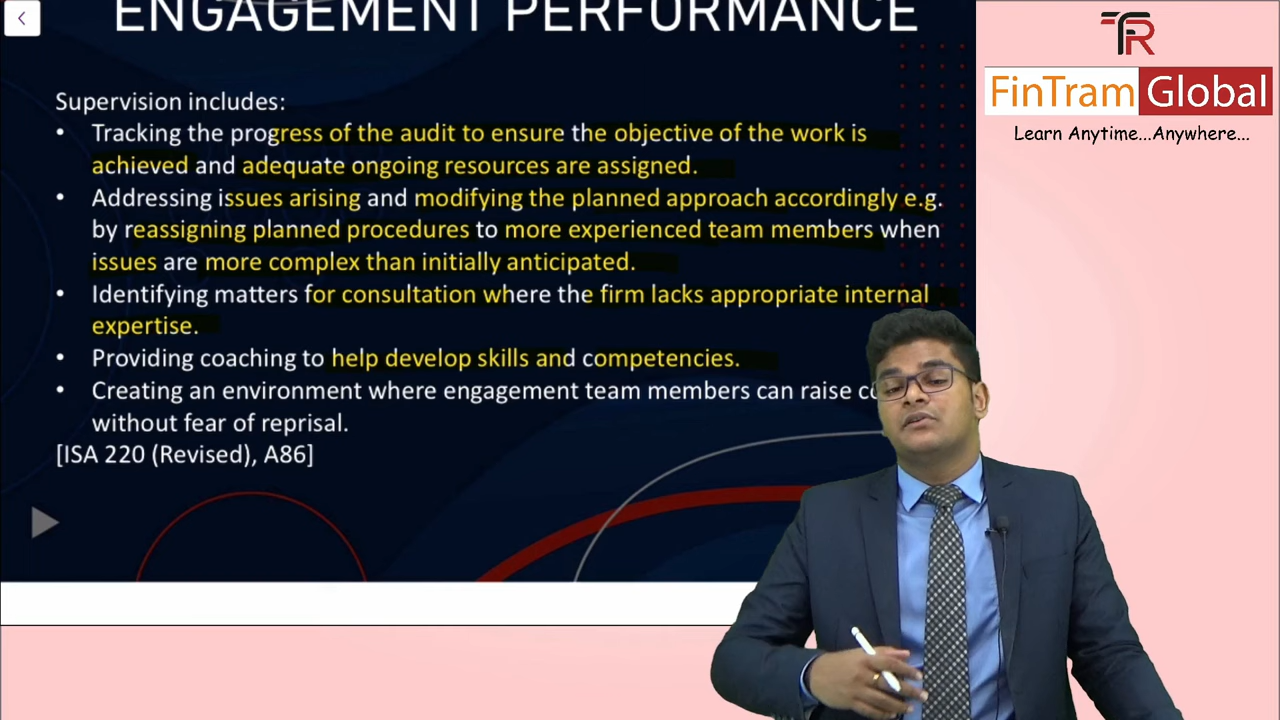 ENGAGEMENT PERFORMANCE
FinTram Global
Learn Anytime...Anywhere...
Supervision includes:
• Tracking the progress of the audit to ensure the objective of the work is
achieved and adequate ongoing resources are assigned.
• Addressing issues arising and modifying the planned approach accordingly e.g.
by reassigning planned procedures to more experienced team members when
issues are more complex than initially anticipated.
• Identifying matters for consultation where the firm lacks appropriate internal
expertise.
• Providing coaching to help develop skills and competencies.
• Creating an environment where engagement team members can raise
without fear of reprisal.
[ISA 220 (Revised), A86]